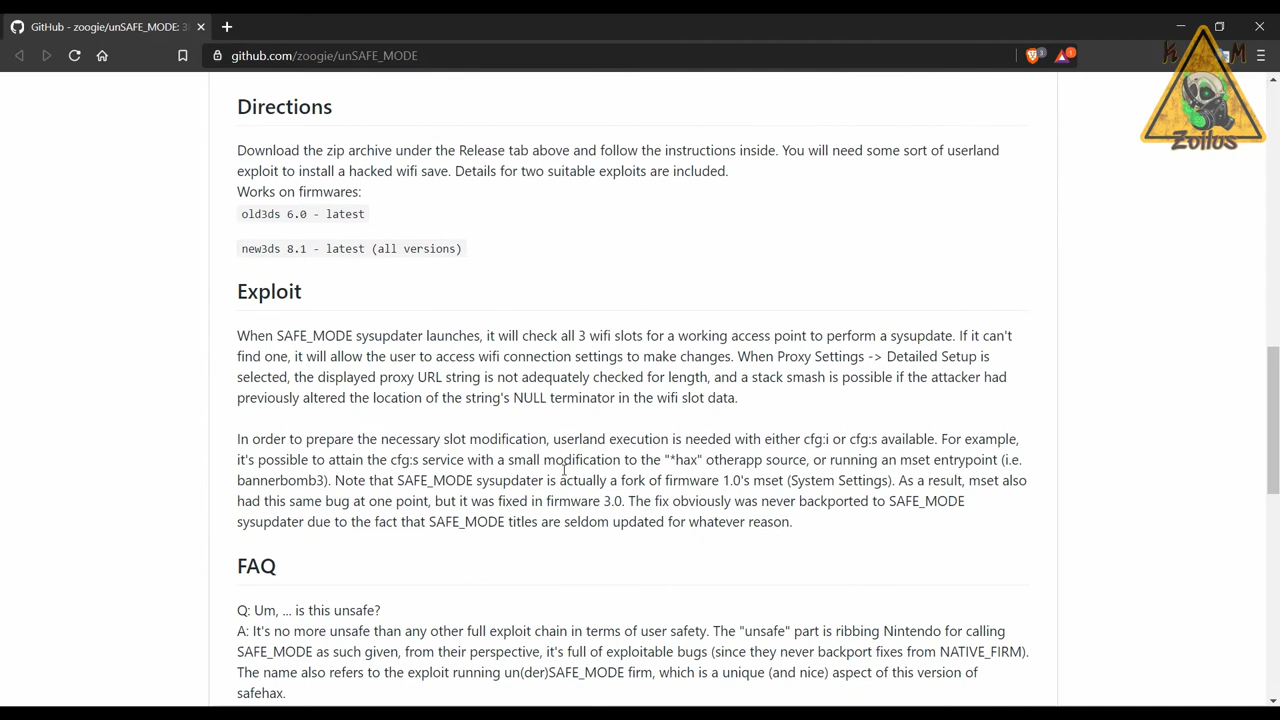 GitHub - zoogie/unSAFE_MODE: 3
github.com/zoogie/unSAFE_MODE
3
1
Zoilus
Directions
Download the zip archive under the Release tab above and follow the instructions inside. You will need some sort of userland
exploit to install a hacked wifi save. Details for two suitable exploits are included.
Works on firmwares:
old3ds 6.0 - latest
new3ds 8.1 - latest (all versions)
Exploit
When SAFE_MODE sysupdater launches, it will check all 3 wifi slots for a working access point to perform a sysupdate. If it can't
find one, it will allow the user to access wifi connection settings to make changes. When Proxy Settings -> Detailed Setup is
selected, the displayed proxy URL string is not adequately checked for length, and a stack smash is possible if the attacker had
previously altered the location of the string's NULL terminator in the wifi slot data.
In order to prepare the necessary slot modification, userland execution is needed with either cfg:i or cfg:s available. For example,
it's possible to attain the cfg:s service with a small modification to the "*hax" otherapp source, or running an mset entrypoint (i.e.
bannerbomb3). Note that SAFE_MODE sysupdater is actually a fork of firmware 1.0's mset (System Settings). As a result, mset also
had this same bug at one point, but it was fixed in firmware 3.0. The fix obviously was never backported to SAFE_MODE
sysupdater due to the fact that SAFE_MODE titles are seldom updated for whatever reason.
FAQ
Q: Um, ... is this unsafe?
A: It's no more unsafe than any other full exploit chain in terms of user safety. The "unsafe" part is ribbing Nintendo for calling
SAFE_MODE as such given, from their perspective, it's full of exploitable bugs (since they never backport fixes from NATIVE_FIRM).
The name also refers to the exploit running un(der)SAFE_MODE firm, which is a unique (and nice) aspect of this version of
safehax.